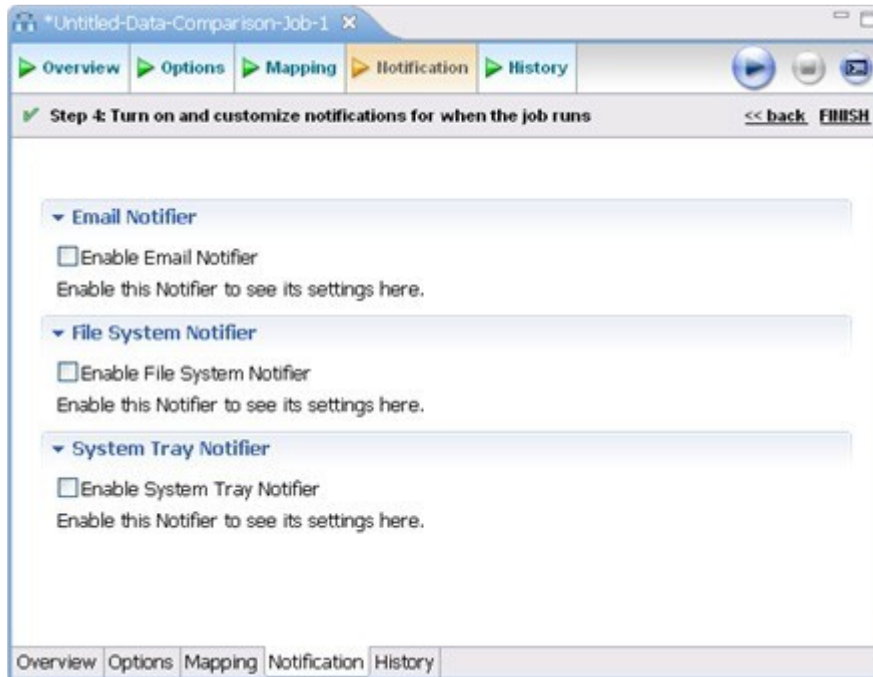 *Untitled-Data-Comparison-Job-1
Overview Options Mapping Notification History
Step 4: Turn on and customize notifications for when the job runs << back FINISH
Email Notifier
Enable Email Notifier
Enable this Notifier to see its settings here.
File System Notifier
Enable File System Notifier
Enable this Notifier to see its settings here.
System Tray Notifier
Enable System Tray Notifier
Enable this Notifier to see its settings here.
Overview Options Mapping Notification History